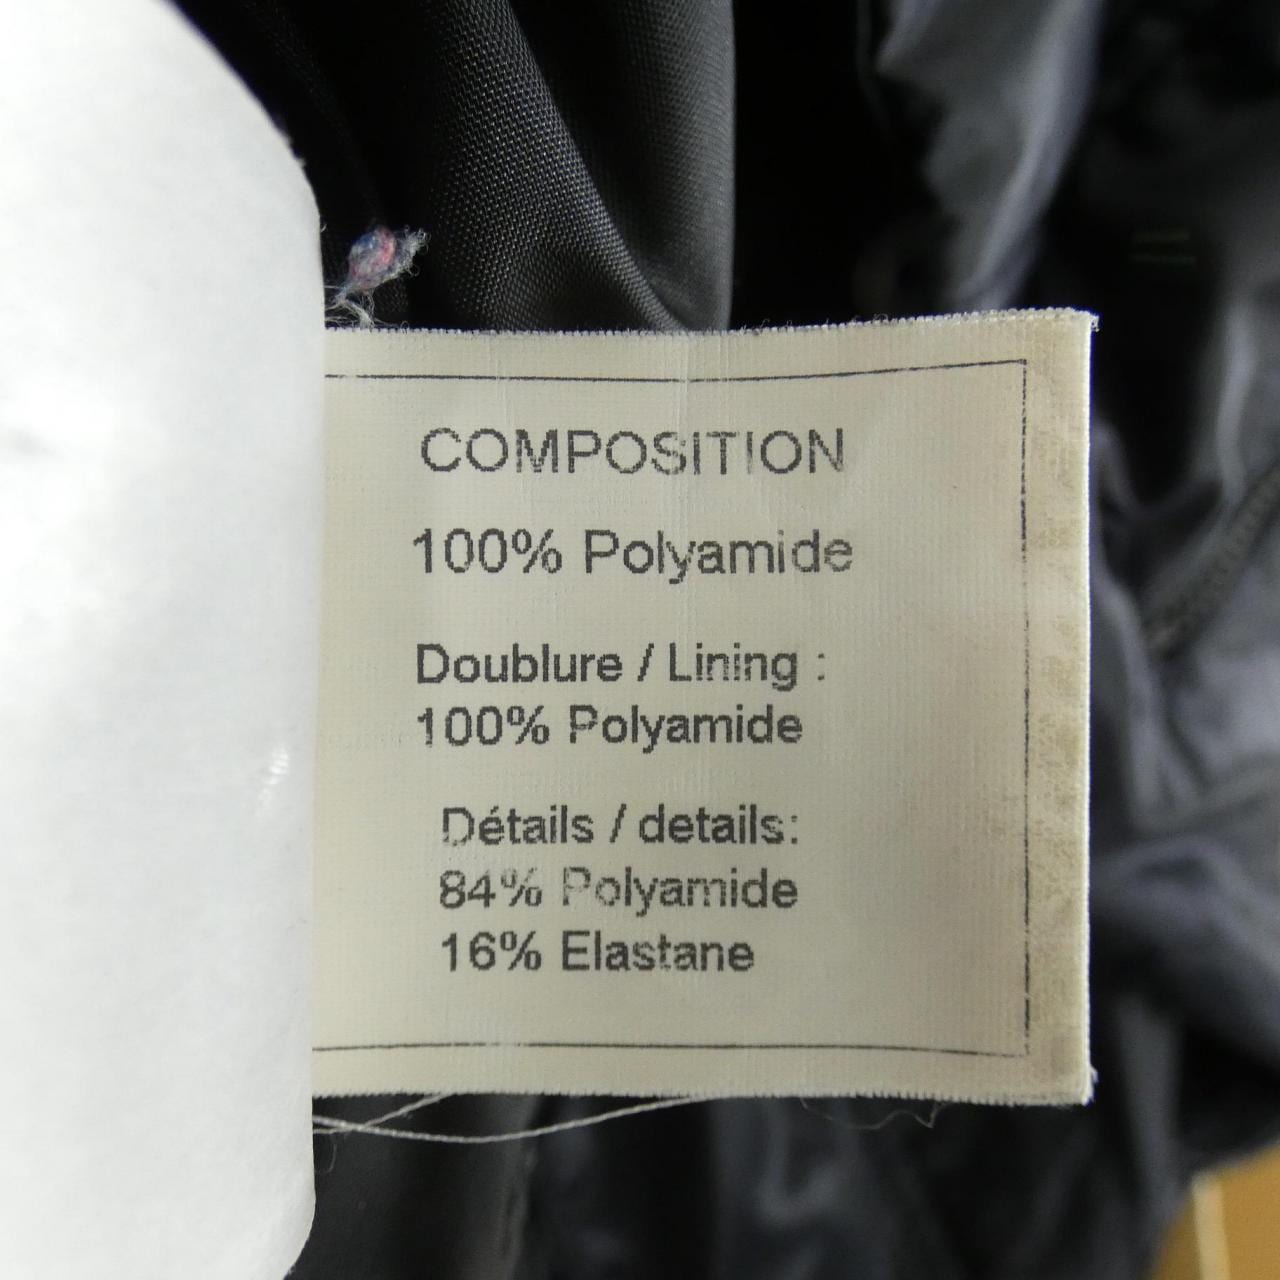 COMPOSITION
100% Polyamide
Doublure / Lining :
100% Polyamide
Détails / details:
84% Polyamide
16% Elastane